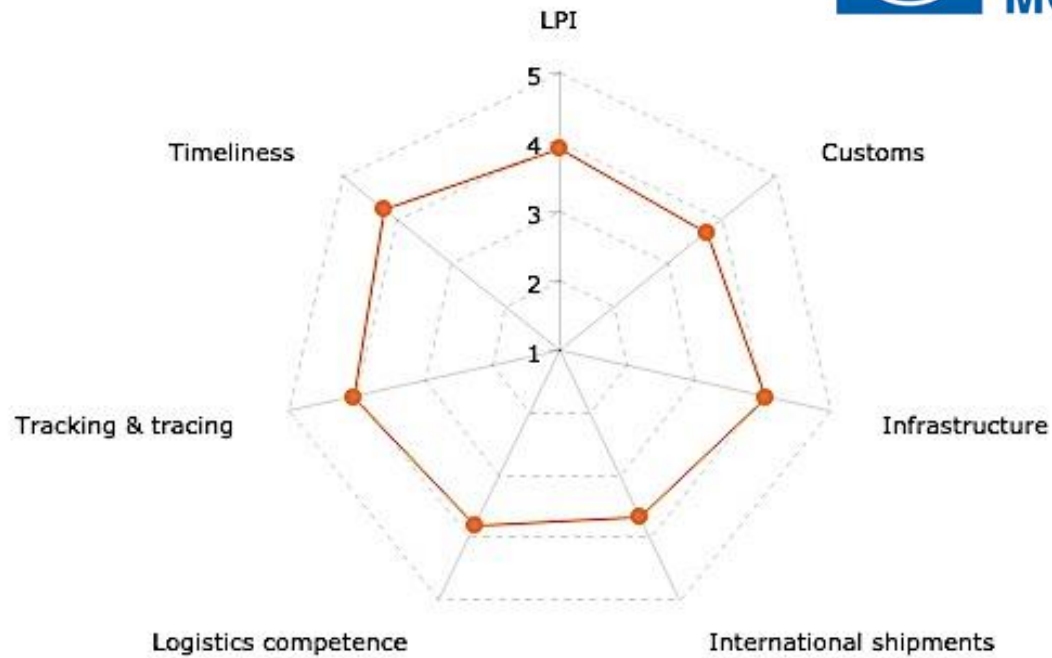 LPI
5
Timeliness
Customs
4
3
2
1
Tracking & tracing
Infrastructure
Logistics competence
International shipments